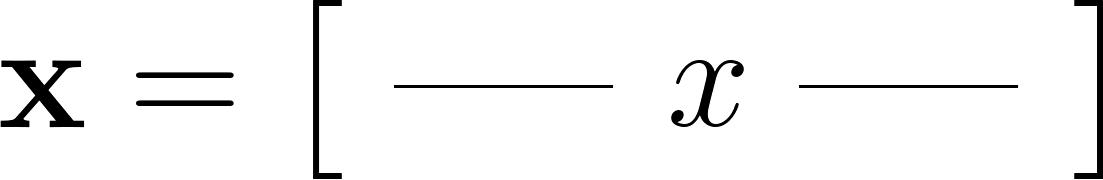 x = [ — x — ]